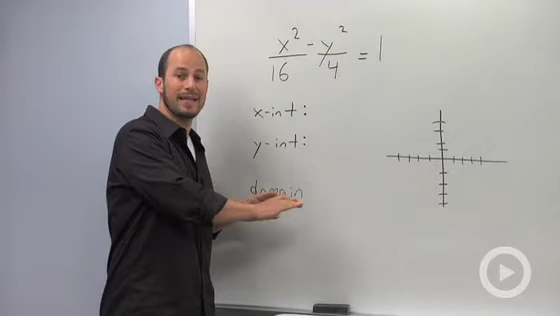 x²/16 - y²/4 = 1
x-int:
y-int:
domain